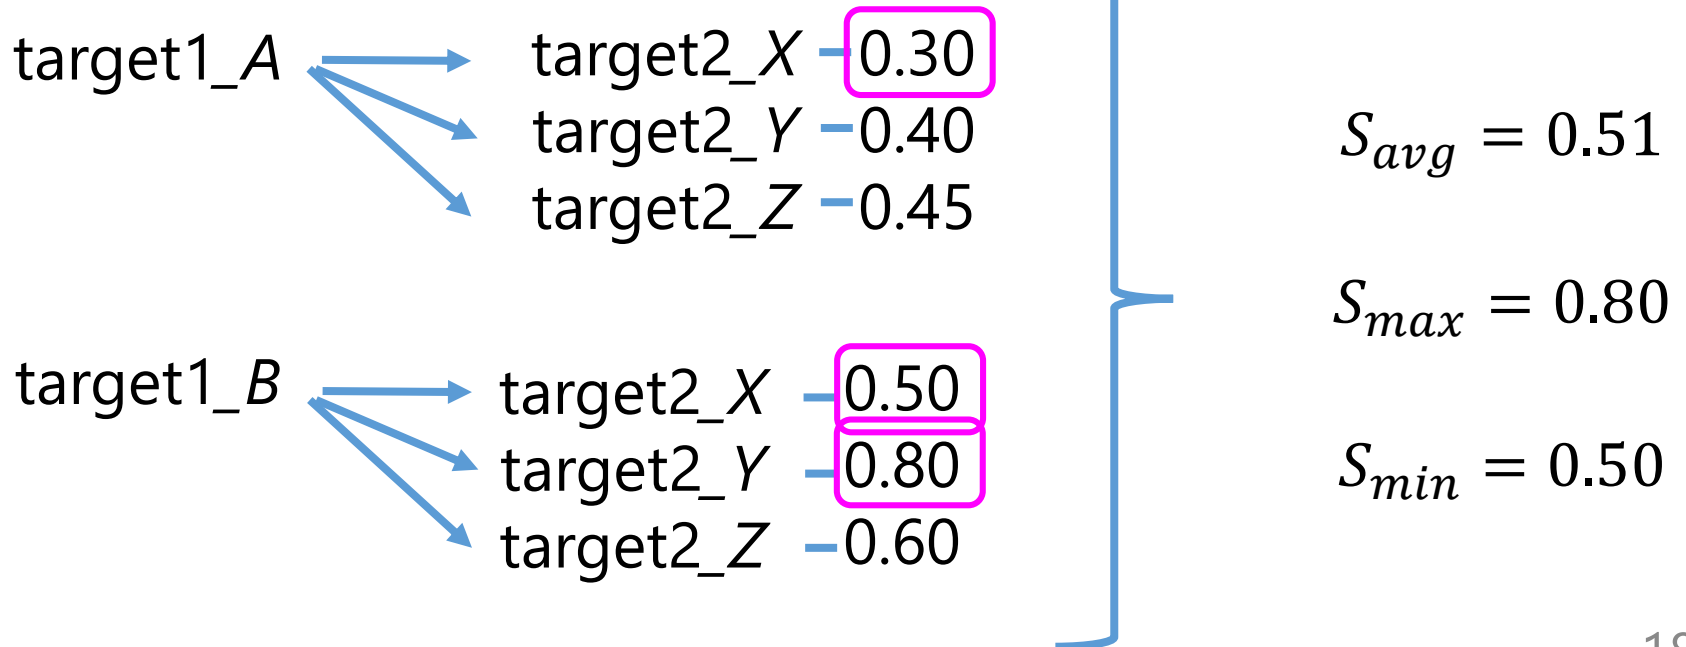 target1_A target2_X 0.30
target2_Y 0.40
target2_Z 0.45
target1_B target2_X 0.50
target2_Y 0.80
target2_Z 0.60
S_avg = 0.51
S_max = 0.80
S_min = 0.50